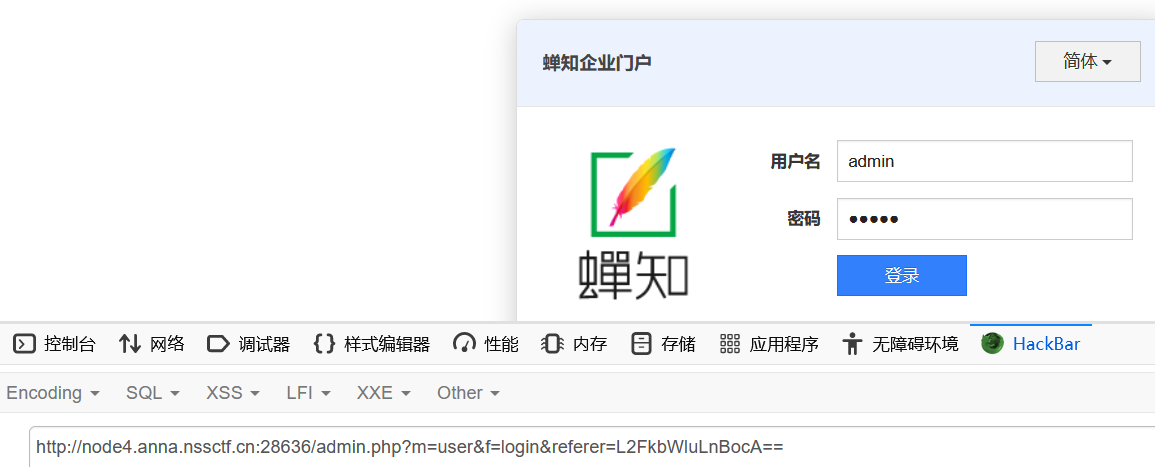 蝉知企业门户
简体
用户名 admin
密码 ●●●●●
蝉知
登录
控制台 网络 调试器 样式编辑器 性能 内存 存储 应用程序 无障碍环境 HackBar
Encoding SQL XSS LFI XXE Other
http://node4.anna.nssctf.cn:28636/admin.php?m=user&f=login&referer=L2FkbWluLnBocA==